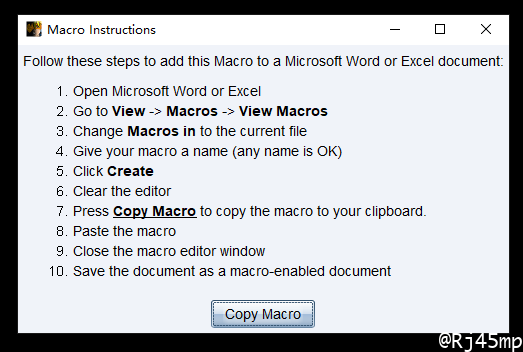 Macro Instructions
Follow these steps to add this Macro to a Microsoft Word or Excel document:
1. Open Microsoft Word or Excel
2. Go to View -> Macros -> View Macros
3. Change Macros in to the current file
4. Give your macro a name (any name is OK)
5. Click Create
6. Clear the editor
7. Press Copy Macro to copy the macro to your clipboard.
8. Paste the macro
9. Close the macro editor window
10. Save the document as a macro-enabled document
Copy Macro
@Rj45mp